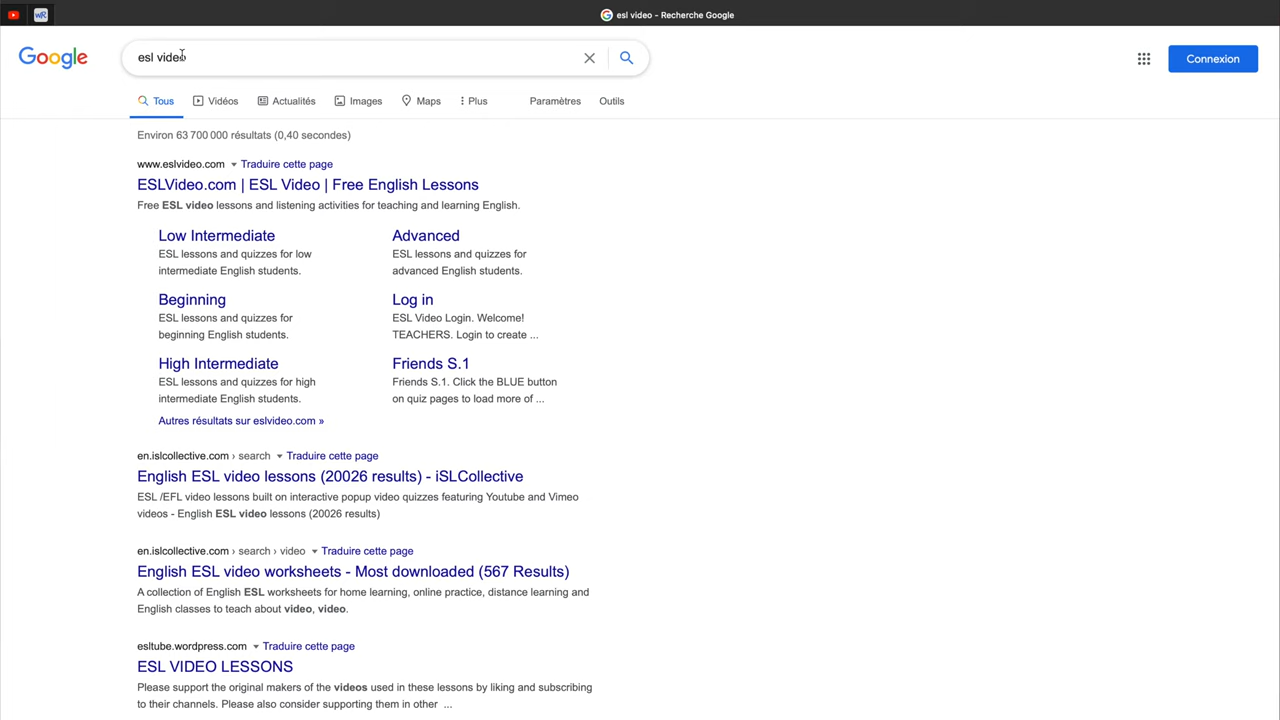 esl video - Recherche Google
Google
esl video
Connexion
Tous Vidéos Actualités Images Maps Plus Paramètres Outils
Environ 63 700 000 résultats (0,40 secondes)
www.eslvideo.com Traduire cette page
ESLVideo.com | ESL Video | Free English Lessons
Free ESL video lessons and listening activities for teaching and learning English.
Low Intermediate
ESL lessons and quizzes for low
intermediate English students.
Advanced
ESL lessons and quizzes for
advanced English students.
Beginning
ESL lessons and quizzes for
beginning English students.
Log in
ESL Video Login. Welcome!
TEACHERS. Login to create ...
High Intermediate
ESL lessons and quizzes for high
intermediate English students.
Friends S.1
Friends S.1. Click the BLUE button
on quiz pages to load more of ...
Autres résultats sur eslvideo.com »
en.islcollective.com › search Traduire cette page
English ESL video lessons (20026 results) - iSLCollective
ESL /EFL video lessons built on interactive popup video quizzes featuring Youtube and Vimeo
videos - English ESL video lessons (20026 results)
en.islcollective.com › search › video Traduire cette page
English ESL video worksheets - Most downloaded (567 Results)
A collection of English ESL worksheets for home learning, online practice, distance learning and
English classes to teach about video, video.
esltube.wordpress.com Traduire cette page
ESL VIDEO LESSONS
Please support the original makers of the videos used in these lessons by liking and subscribing
to their channels. Please also consider supporting them in other ...